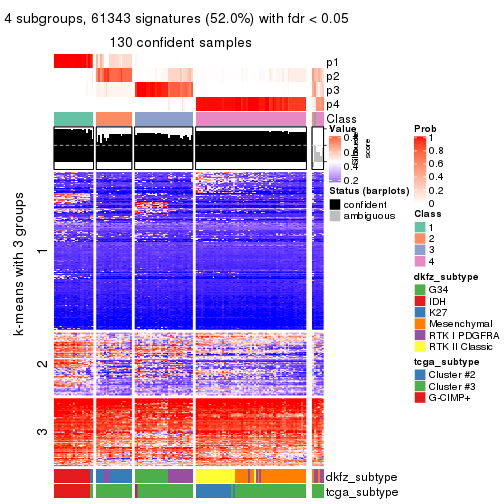 4 subgroups, 61343 signatures (52.0%) with fdr < 0.05
130 confident samples
p1
p2
p3
p4
Class
k-means with 3 groups
1
2
3
dkfz_subtype
tcga_subtype
Value
0.2
score
Status (barplots)
confident
ambiguous
Prob
1
0.8
0.6
0.4
0.2
0
Class
1
2
3
4
dkfz_subtype
G34
IDH
K27
Mesenchymal
RTK I PDGFRA
RTK II Classic
tcga_subtype
Cluster #2
Cluster #3
G-CIMP+